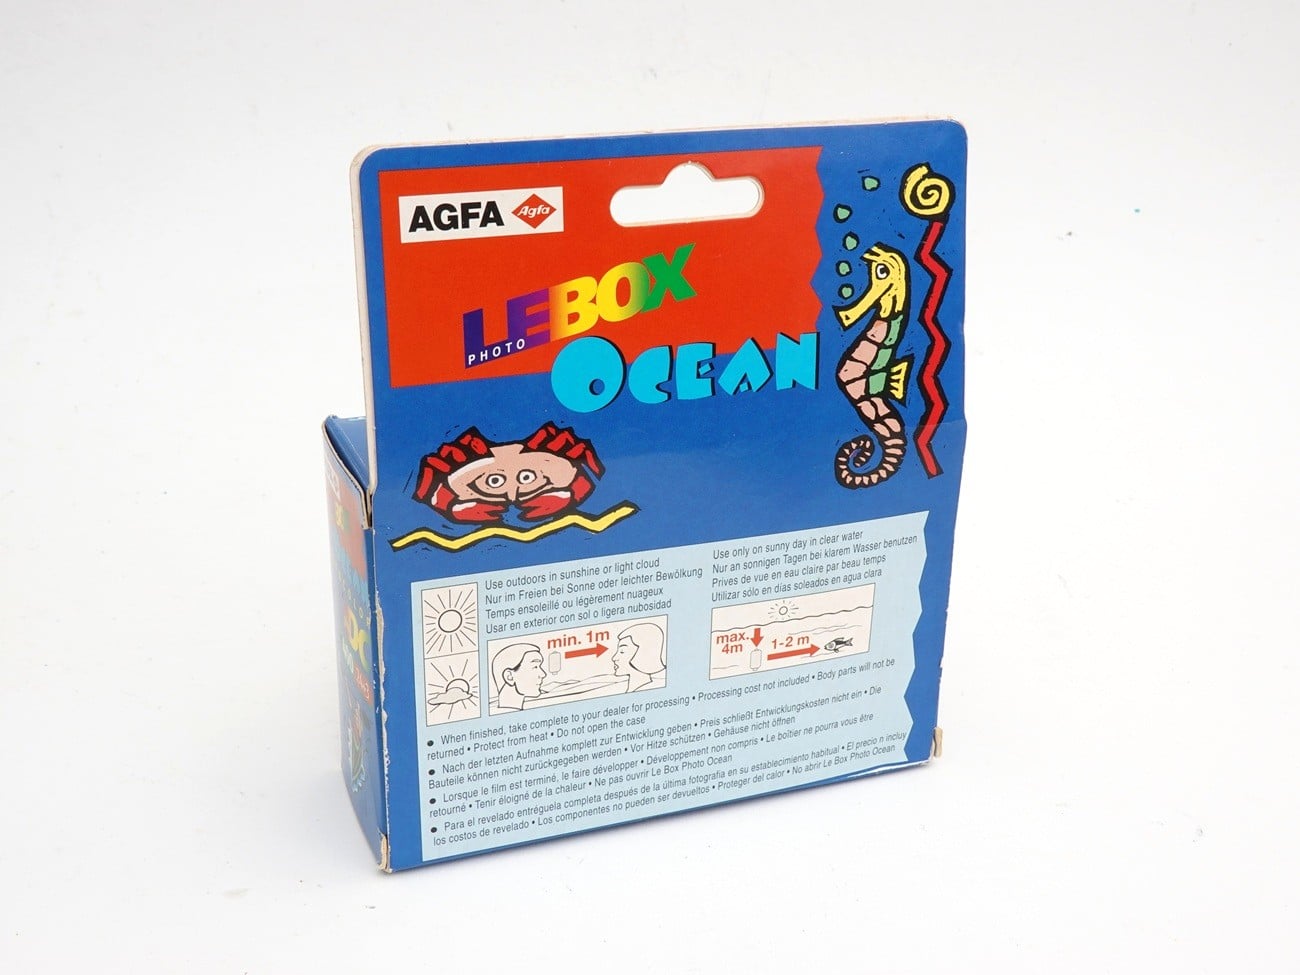 AGFA Agfa
LEBOX
PHOTO
OCEAN
Use outdoors in sunshine or light cloud
Nur im Freien bei Sonne oder leichter Bewölkung
Temps ensoleillé ou légèrement nuageux
Usar en exterior con sol o ligera nubosidad
min. 1m
Use only on sunny day in clear water
Nur an sonnigen Tagen bei klarem Wasser benutzen
Prives de vue en eau claire par beau temps
Utilizar sólo en días soleados en agua clara
max.
4m
1-2 m
• When finished, take complete to your dealer for processing • Processing cost not included • Body parts will not be
returned • Protect from heat • Do not open the case
• Nach der letzten Aufnahme komplett zur Entwicklung geben • Preis schließt Entwicklungskosten nicht ein • Die
Bauteile können nicht zurückgegeben werden • Vor Hitze schützen • Gehäuse nicht öffnen
• Lorsque le film est terminé, le faire développer • Développement non compris • Le boîtier ne pourra vous être
retourné • Tenir éloigné de la chaleur • Ne pas ouvrir Le Box Photo Ocean
• Para el revelado entréguela completa después de la última fotografia en su establecimiento habitual • El precio n incluy
los costos de revelado • Los componentes no pueden ser devueltos • Proteger del calor • No abrir Le Box Photo Ocean